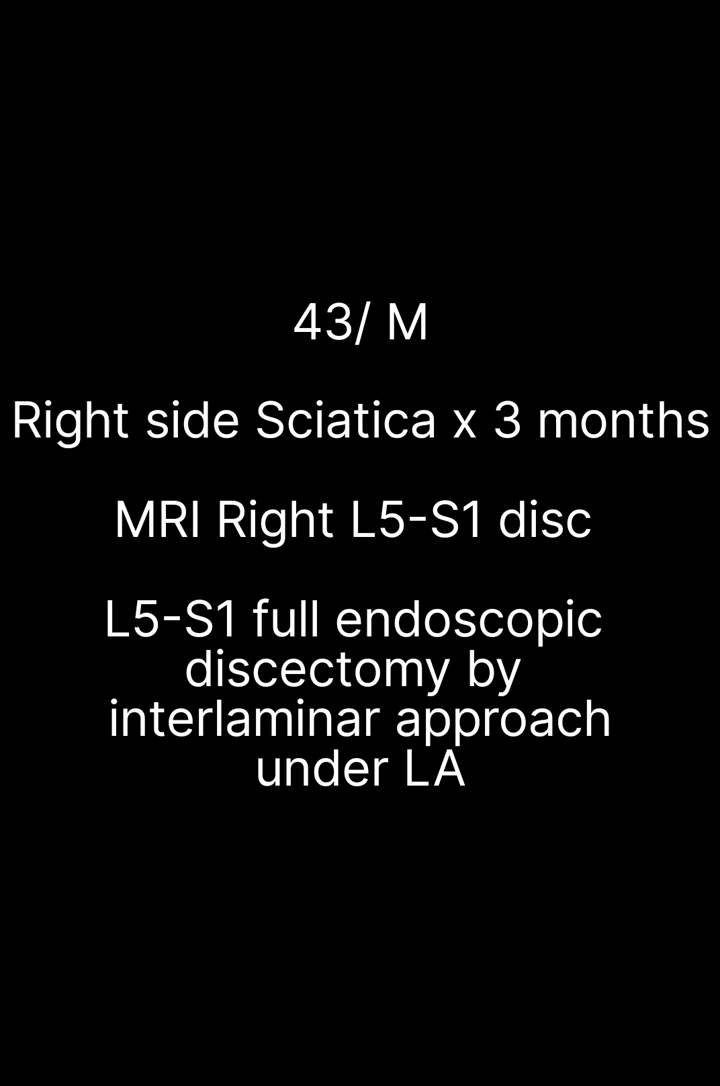 43/ M
Right side Sciatica x 3 months
MRI Right L5-S1 disc
L5-S1 full endoscopic
discectomy by
interlaminar approach
under LA